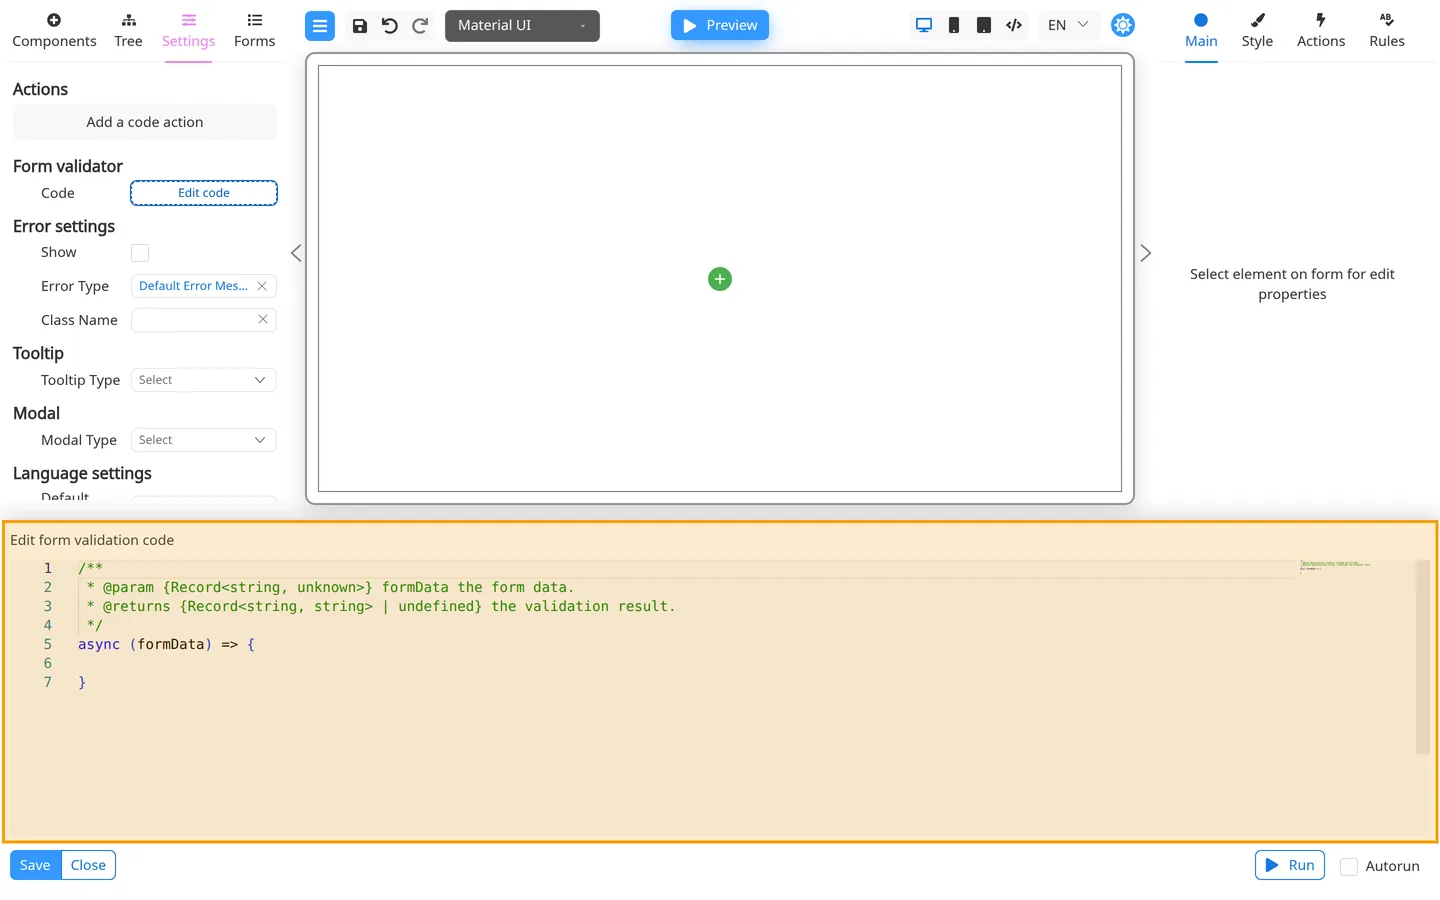 Components
Tree
Settings
Forms
Material UI
Preview
EN
Main
Style
Actions
AB
Rules
Actions
Add a code action
Form validator
Code
Edit code
Error settings
Show
Error Type
Default Error Mes...
Class Name
Tooltip
Tooltip Type
Select
Modal
Modal Type
Select
Language settings
Default
Select element on form for edit
properties
Edit form validation code
1 /**
2 * @param {Record<string, unknown>} formData the form data.
3 * @returns {Record<string, string> | undefined} the validation result.
4 */
5 async (formData) => {
6
7 }
Save
Close
Run
Autorun